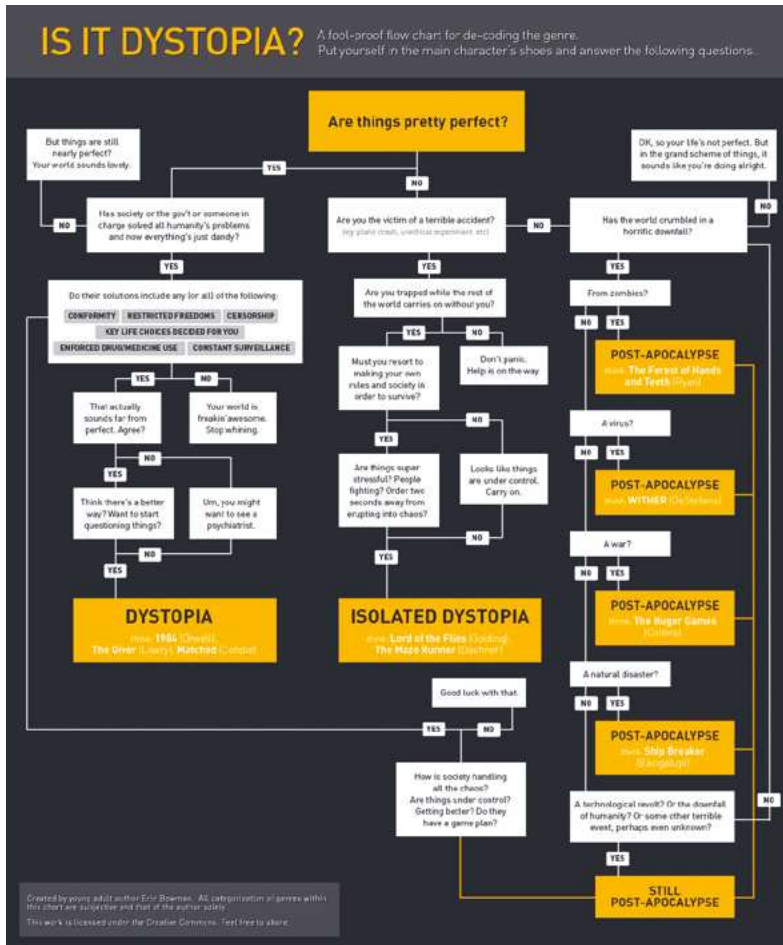 IS IT DYSTOPIA?
A fool-proof flow chart for de-coding the genre.
Put yourself in the main character's shoes and answer the following questions...
Are things pretty perfect?
But things are still
nearly perfect?
Your world sounds lovely.
OK, so your life's not perfect. But
in the grand scheme of things, it
sounds like you're doing alright.
YES
NO
NO
Has society or the gov't or someone in
charge solved all humanity's problems
and now everything's just dandy?
Are you the victim of a terrible accident?
(eg: plane crash, unethical experiment, etc)
NO
Has the world crumbled in a
horrific downfall?
NO
YES
YES
YES
Do their solutions include any (or all) of the following:
CONFORMITY
RESTRICTED FREEDOMS
CENSORSHIP
KEY LIFE CHOICES DECIDED FOR YOU
ENFORCED DRUG/MEDICINE USE
CONSTANT SURVEILLANCE
Are you trapped while the rest of
the world carries on without you?
From zombies?
YES
NO
NO
YES
Must you resort to
making your own
rules and society in
order to survive?
Don't panic.
Help is on the way
POST-APOCALYPSE
think: The Forest of Hands
and Teeth (Ryan)
YES
NO
That actually
sounds far from
perfect. Agree?
Your world is
freakin' awesome.
Stop whining.
NO
YES
A virus?
NO
YES
NO
YES
Are things super
stressful? People
fighting? Order two
seconds away from
erupting into chaos?
Looks like things
are under control.
Carry on.
POST-APOCALYPSE
think: WITHER (DeStefano)
Think there's a better
way? Want to start
questioning things?
Um, you might
want to see a
psychiatrist.
NO
A war?
NO
YES
YES
NO
YES
DYSTOPIA
think: 1984 (Orwell),
The Giver (Lowry), Matched (Condie)
ISOLATED DYSTOPIA
think: Lord of the Flies (Golding),
The Maze Runner (Dashner)
POST-APOCALYPSE
think: The Huger Games
(Collins)
A natural disaster?
Good luck with that.
NO
YES
YES
NO
POST-APOCALYPSE
think: Ship Breaker
(Bacigalupi)
How is society handling
all the chaos?
Are things under control?
Getting better? Do they
have a game plan?
A technological revolt? Or the downfall
of humanity? Or some other terrible
event, perhaps even unknown?
NO
YES
STILL
POST-APOCALYPSE
Created by young adult author Erin Bowman. All categorization of genres within
this chart are subjective and that of the author solely.
This work is licensed under the Creative Commons. Feel free to share.